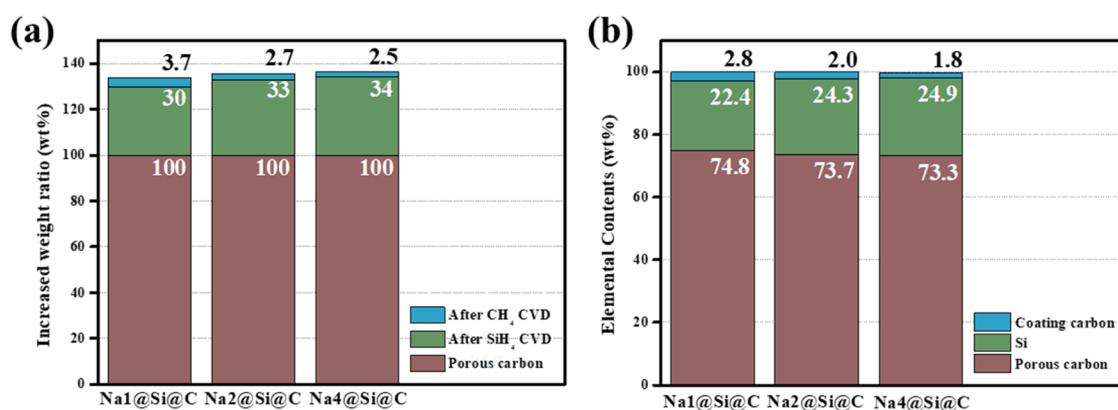 (a)
Increased weight ratio (wt%)
140
120
100
80
60
40
20
0
3.7
2.7
2.5
30
33
34
100
100
100
After CH4 CVD
After SiH4 CVD
Porous carbon
Na1@Si@C
Na2@Si@C
Na4@Si@C
(b)
Elemental Contents (wt%)
100
80
60
40
20
0
2.8
2.0
1.8
22.4
24.3
24.9
74.8
73.7
73.3
Coating carbon
Si
Porous carbon
Na1@Si@C
Na2@Si@C
Na4@Si@C